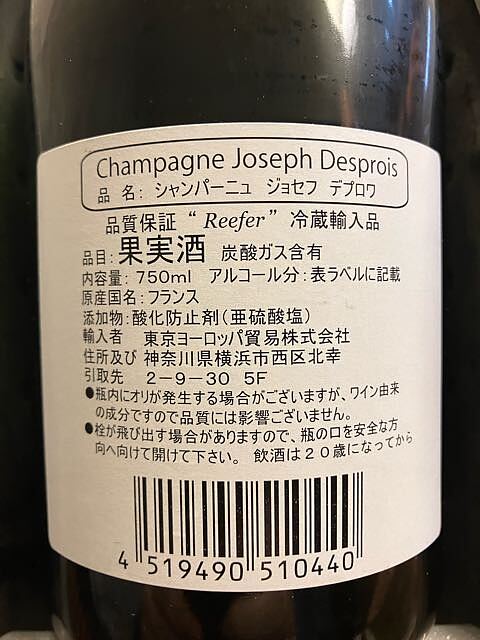 Champagne Joseph Desprois
品 名: シャンパーニュ ジョセフ デプロワ
品質保証 “ Reefer ” 冷蔵輸入品
品目: 果実酒 炭酸ガス含有
内容量: 750ml アルコール分:表ラベルに記載
原産国名:フランス
添加物:酸化防止剤(亜硫酸塩)
輸入者 東京ヨーロッパ貿易株式会社
住所及び 神奈川県横浜市西区北幸
引取先 2-9-30 5F
●瓶内にオリが発生する場合がございますが、ワイン由来
の成分ですので品質には影響ございません。
●栓が飛び出す場合がありますので、瓶の口を安全な方
向へ向けて開けて下さい。 飲酒は20歳になってから
4 519490 510440